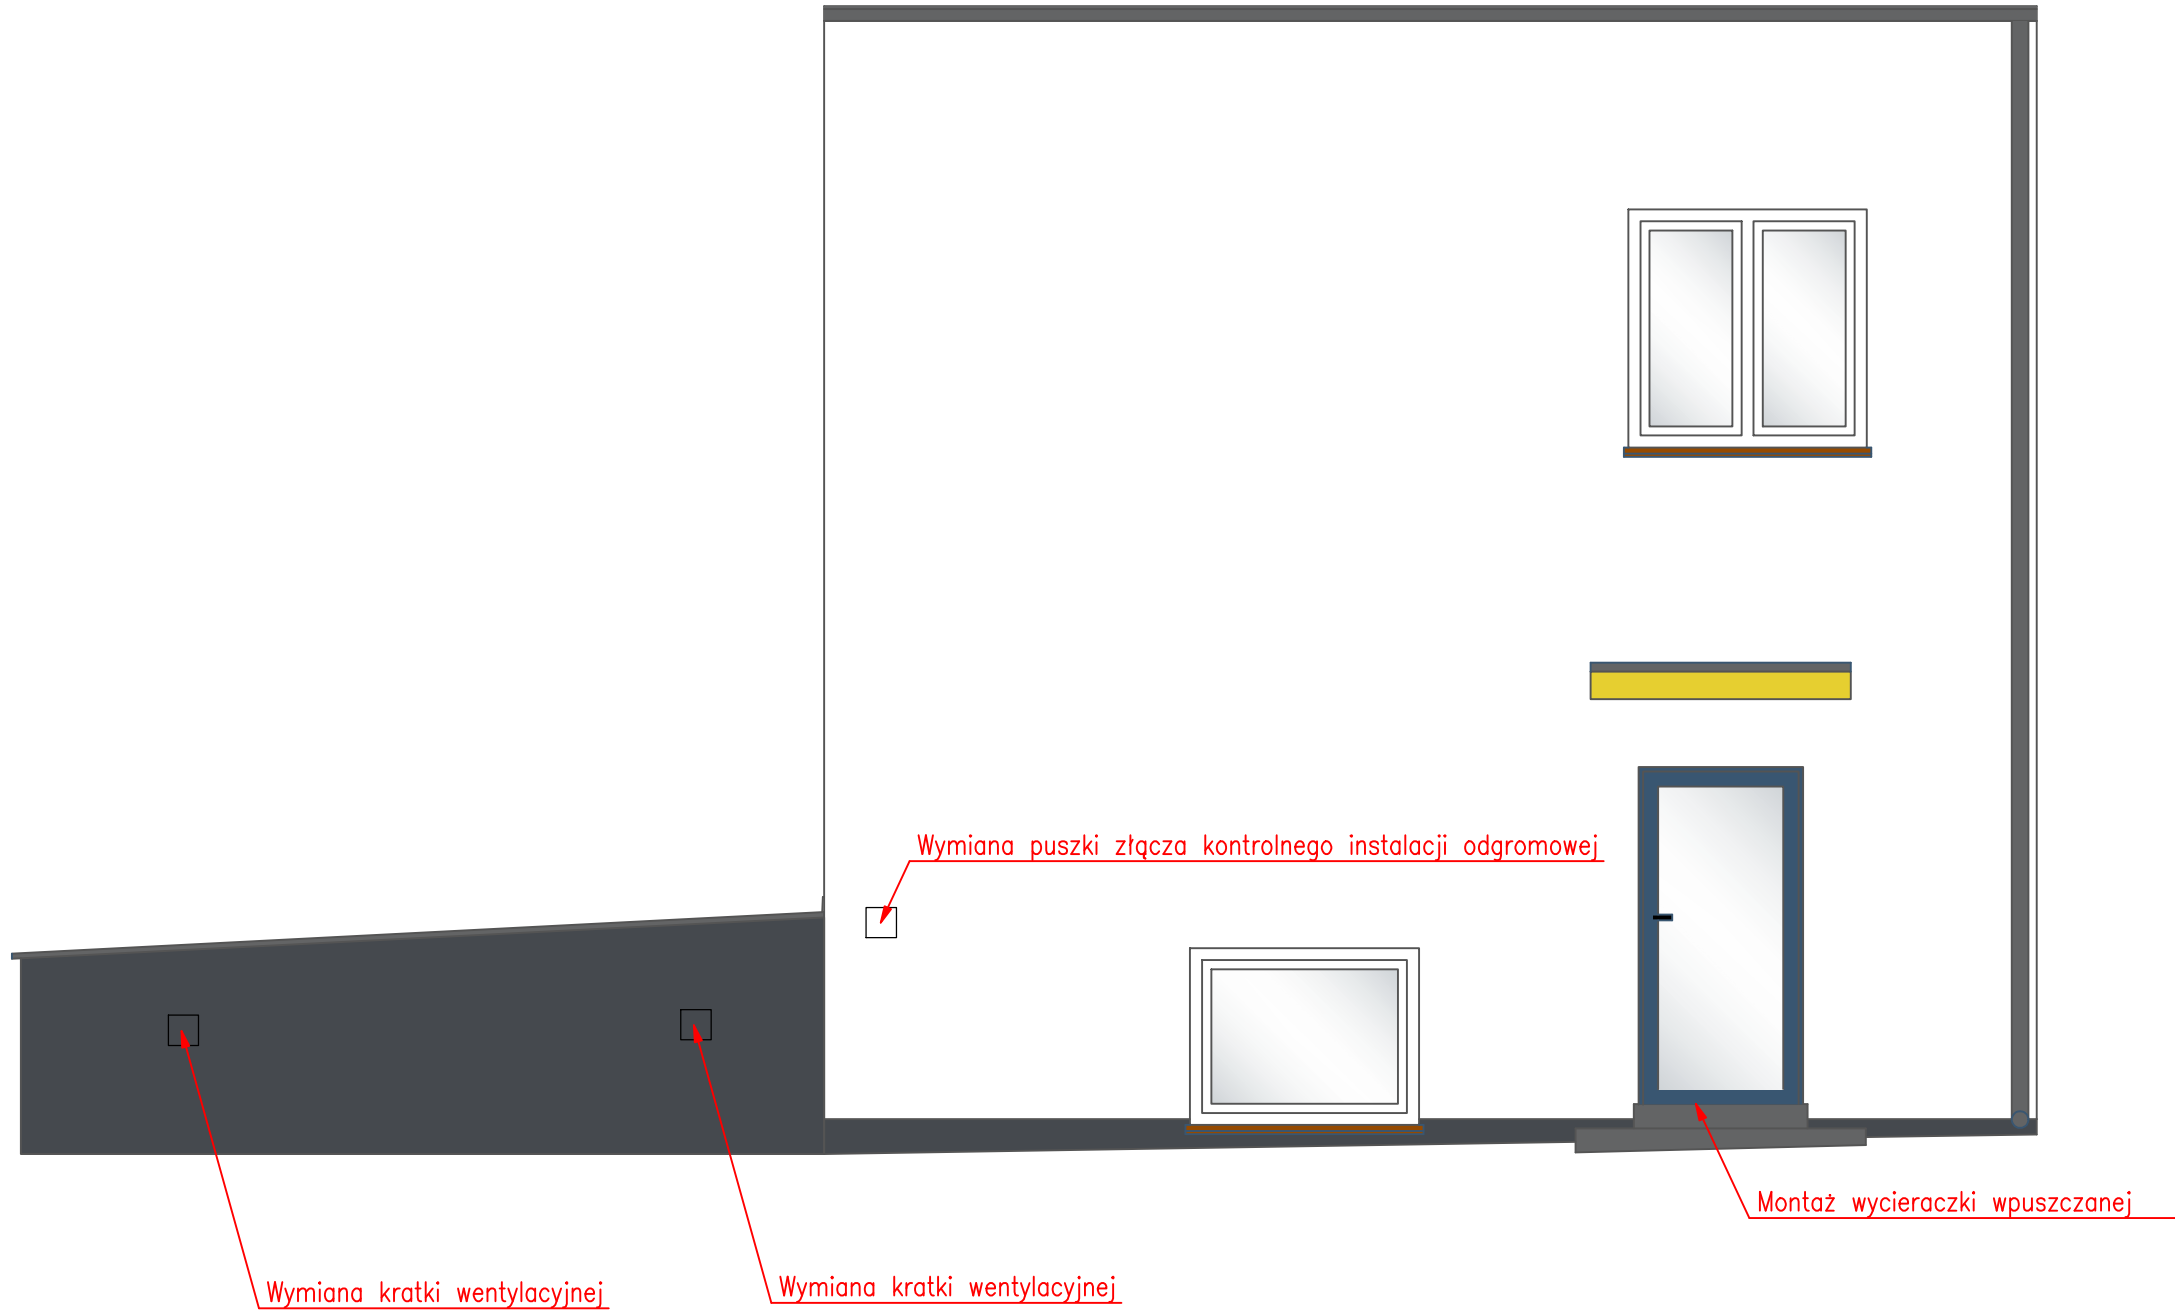 Wymiana puszki złącza kontrolnego instalacji odgromowej
Montaż wycieraczki wpuszczanej
Wymiana kratki wentylacyjnej
Wymiana kratki wentylacyjnej